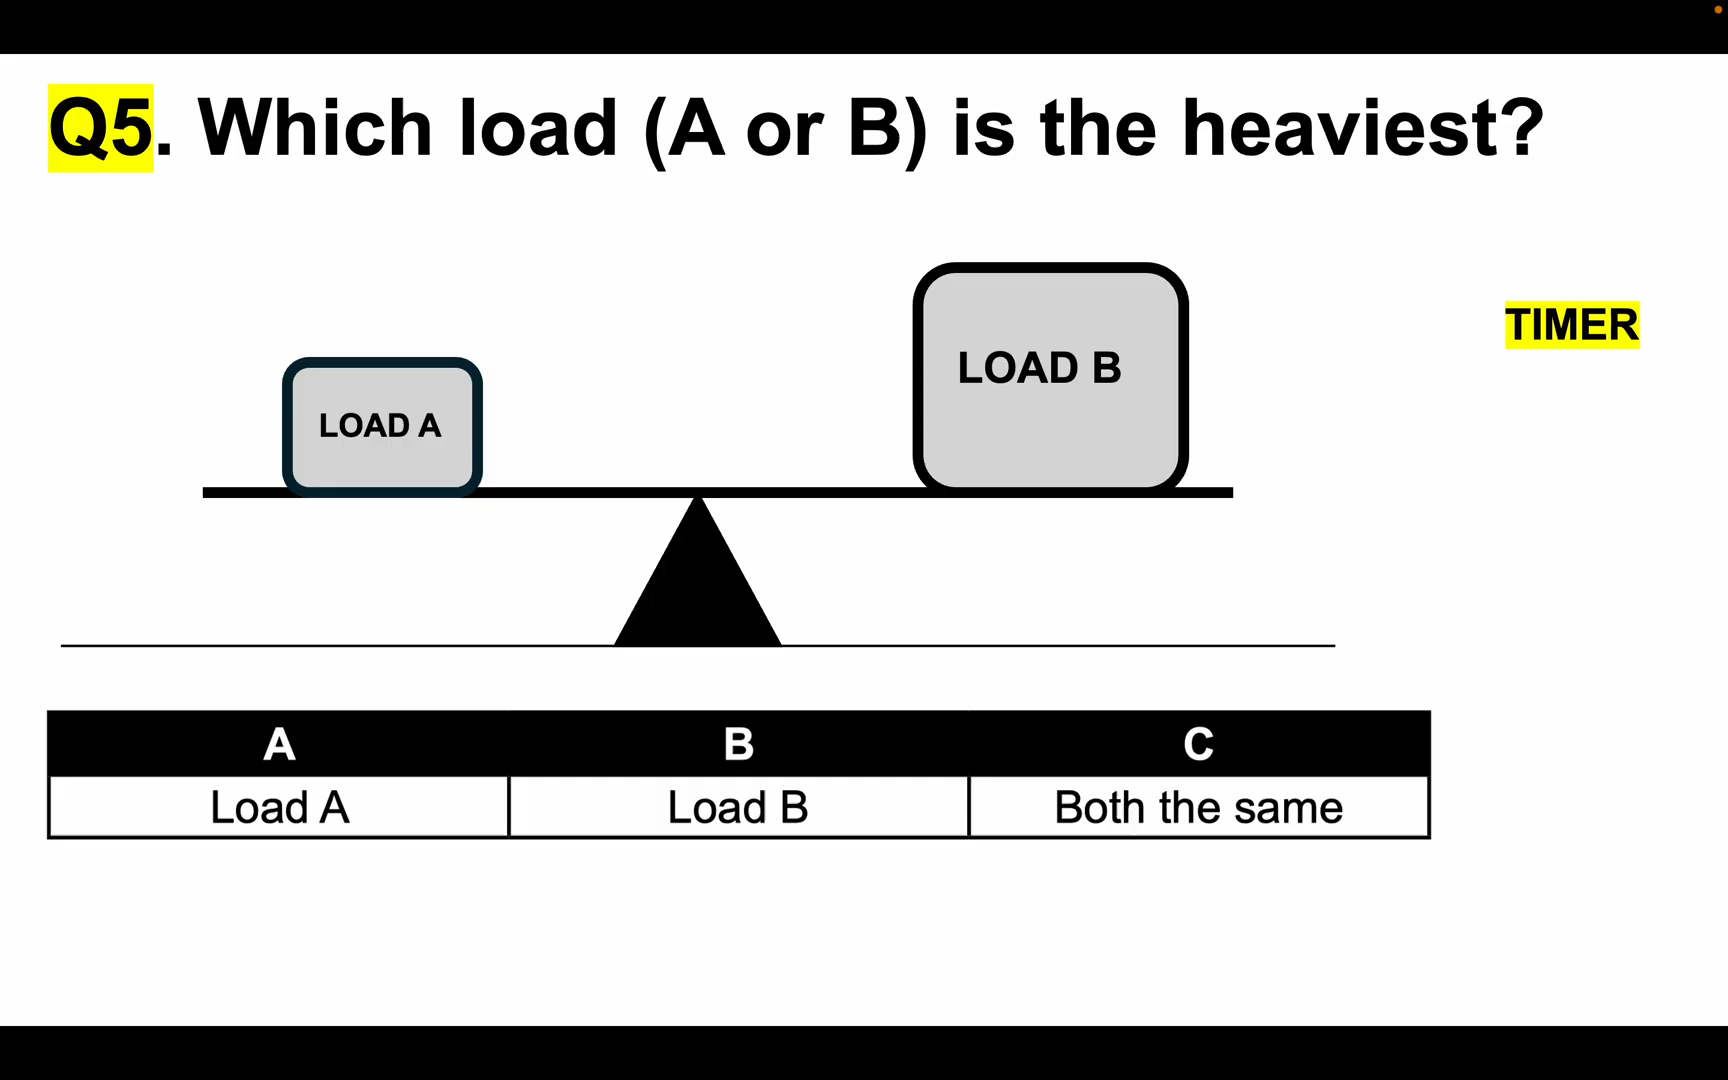 Q5. Which load (A or B) is the heaviest?
TIMER
LOAD B
LOAD A
A B C
Load A Load B Both the same